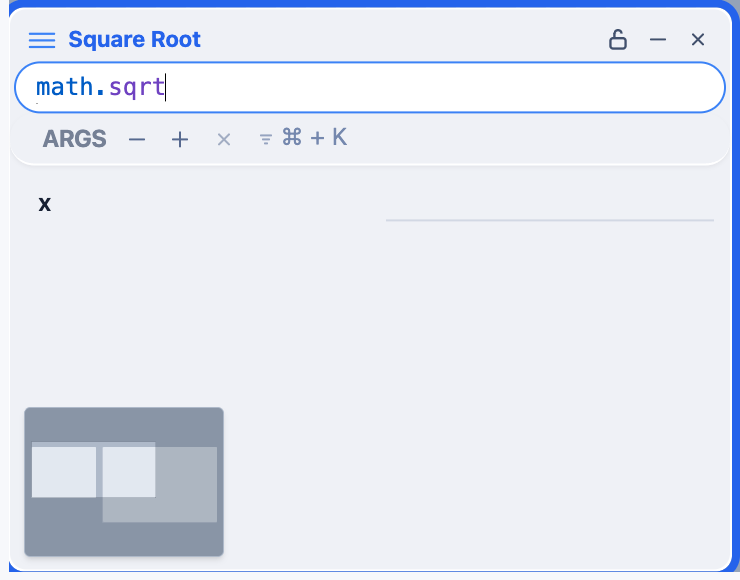 Square Root
math.sqrt
ARGS − + × ⌘ + K
x